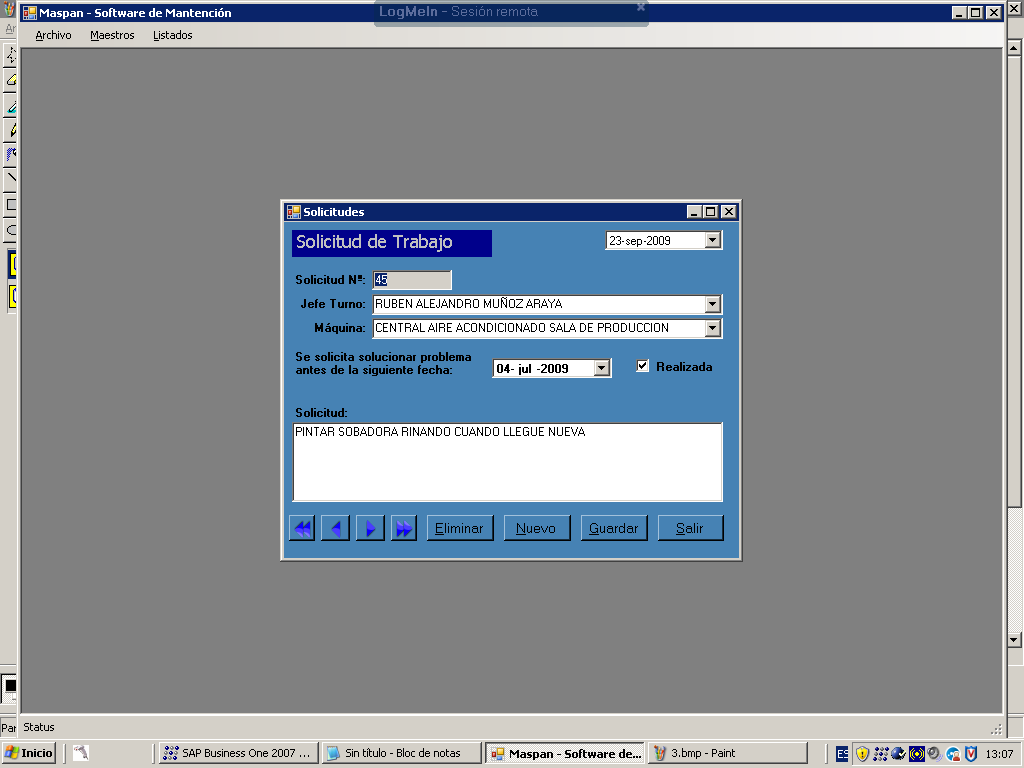 Maspan - Software de Mantención
LogMeIn - Sesión remota
Archivo Maestros Listados
Solicitudes
Solicitud de Trabajo
23-sep-2009
Solicitud Nº: 45
Jefe Turno: RUBEN ALEJANDRO MUÑOZ ARAYA
Máquina: CENTRAL AIRE ACONDICIONADO SALA DE PRODUCCION
Se solicita solucionar problema
antes de la siguiente fecha:
04- jul -2009
Realizada
Solicitud:
PINTAR SOBADORA RINANDO CUANDO LLEGUE NUEVA
Eliminar Nuevo Guardar Salir
Par
Status
Inicio SAP Business One 2007 ... Sin título - Bloc de notas Maspan - Software de... 3.bmp - Paint ES 13:07